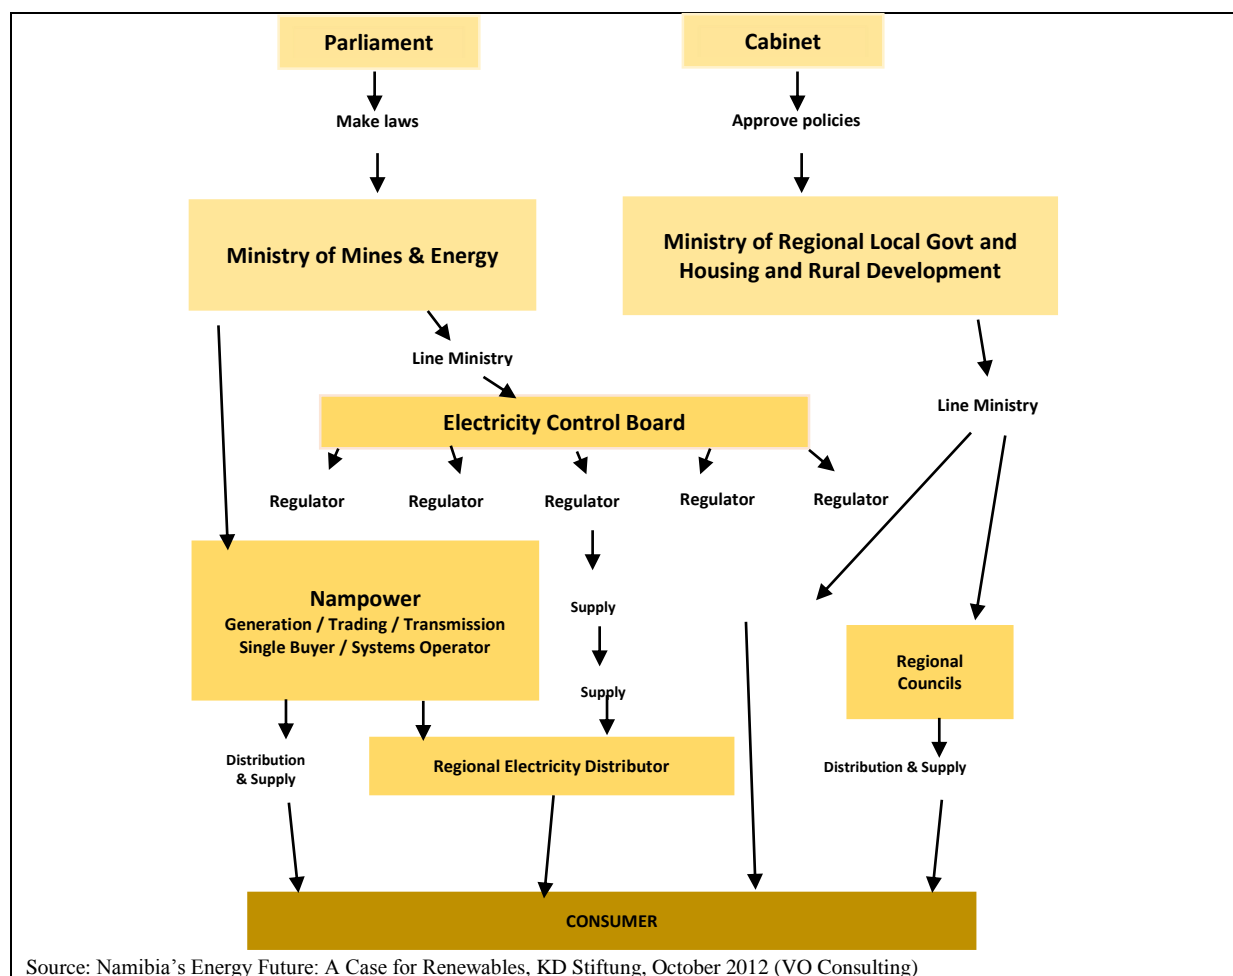 Parliament
Cabinet
Make laws
Approve policies
Ministry of Mines & Energy
Ministry of Regional Local Govt and
Housing and Rural Development
Line Ministry
Line Ministry
Electricity Control Board
Regulator
Regulator
Regulator
Regulator
Regulator
Nampower
Generation / Trading / Transmission
Single Buyer / Systems Operator
Supply
Supply
Regional
Councils
Distribution
& Supply
Regional Electricity Distributor
Distribution & Supply
CONSUMER
Source: Namibia’s Energy Future: A Case for Renewables, KD Stiftung, October 2012 (VO Consulting)